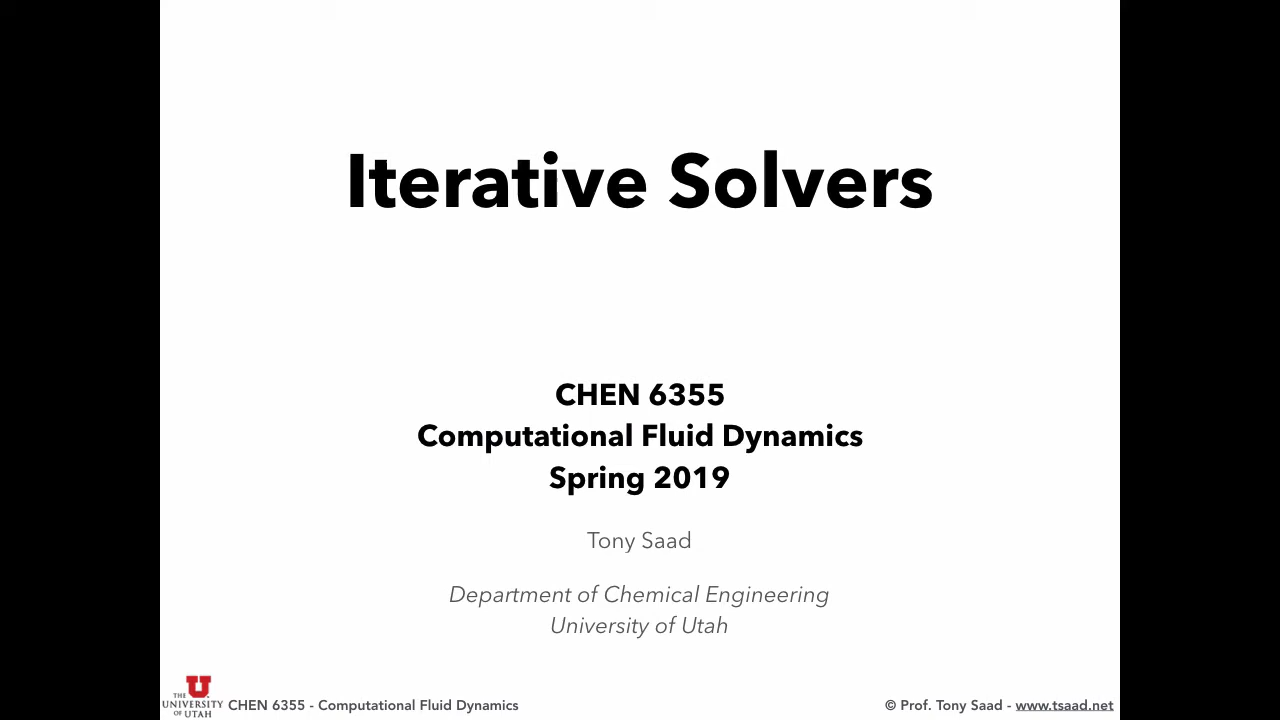 Iterative Solvers
CHEN 6355
Computational Fluid Dynamics
Spring 2019
Tony Saad
Department of Chemical Engineering
University of Utah
THE
UNIVERSITY
OF UTAH
CHEN 6355 - Computational Fluid Dynamics
© Prof. Tony Saad - www.tsaad.net